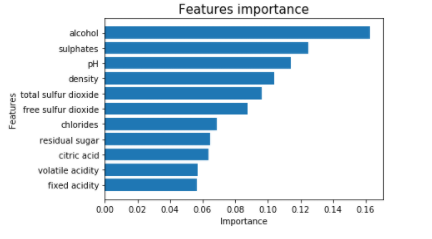 Features importance
alcohol
sulphates
pH
density
total sulfur dioxide
free sulfur dioxide
chlorides
residual sugar
citric acid
volatile acidity
fixed acidity
Features
0.00 0.02 0.04 0.06 0.08 0.10 0.12 0.14 0.16
Importance